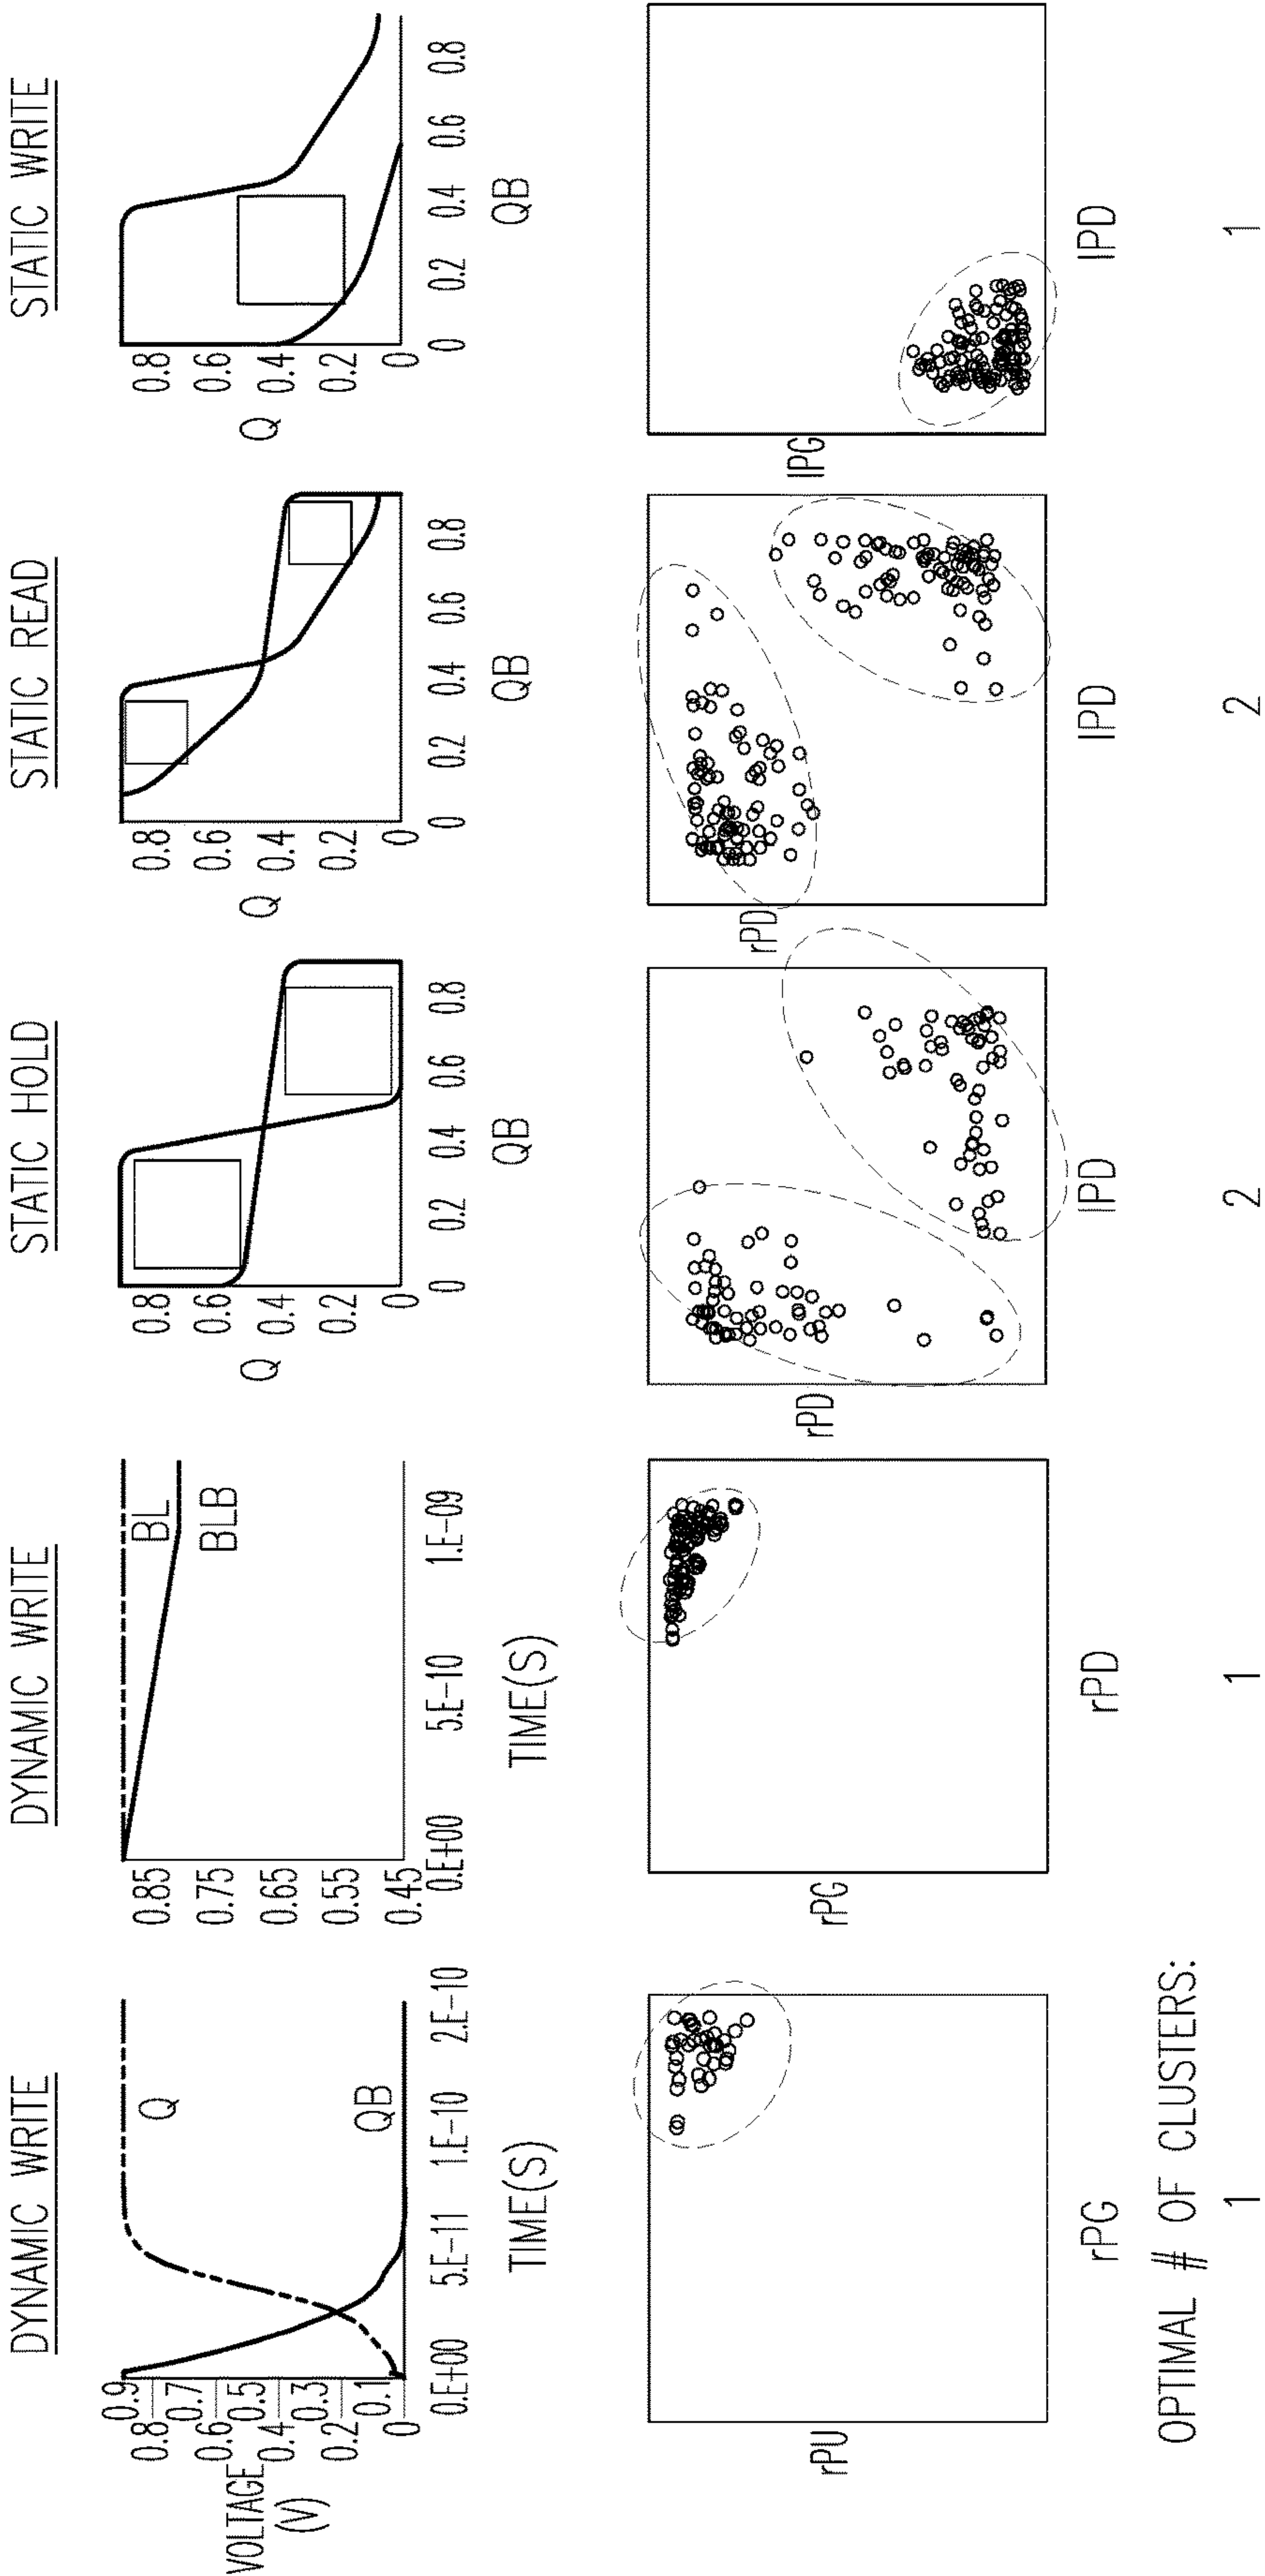 DYNAMIC WRITE
VOLTAGE
(V)
0.9
0.8
0.7
0.6
0.5
0.4
0.3
0.2
0.1
0
Q
QB
0.E+00 5.E-11 1.E-10 2.E-10
TIME(S)
DYNAMIC WRITE
0.85
0.75
0.65
0.55
0.45
BL
BLB
0.E+00 5.E-10 1.E-09
TIME(S)
STATIC HOLD
Q
0.8
0.6
0.4
0.2
0
0 0.2 0.4 0.6 0.8
QB
STATIC READ
Q
0.8
0.6
0.4
0.2
0
0 0.2 0.4 0.6 0.8
QB
STATIC WRITE
Q
0.8
0.6
0.4
0.2
0
0 0.2 0.4 0.6 0.8
QB
rPU
rPG
rPG
rPD
rPD
lPD
rPD
lPD
lPG
lPD
OPTIMAL # OF CLUSTERS:
1 1 2 2 1